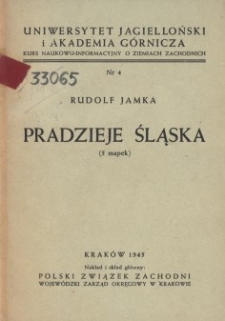 UNIWERSYTET JAGIELLOŃSKI
i AKADEMIA GÓRNICZA
KURS NAUKOWO-INFORMACYJNY O ZIEMIACH ZACHODNICH
Nr 4
33065
RUDOLF JAMKA
PRADZIEJE ŚLĄSKA
(5 mapek)
KRAKÓW 1945
Nakład i skład główny:
POLSKI ZWIĄZEK ZACHODNI
WOJEWÓDZKI ZARZĄD OKRĘGOWY W KRAKOWIE